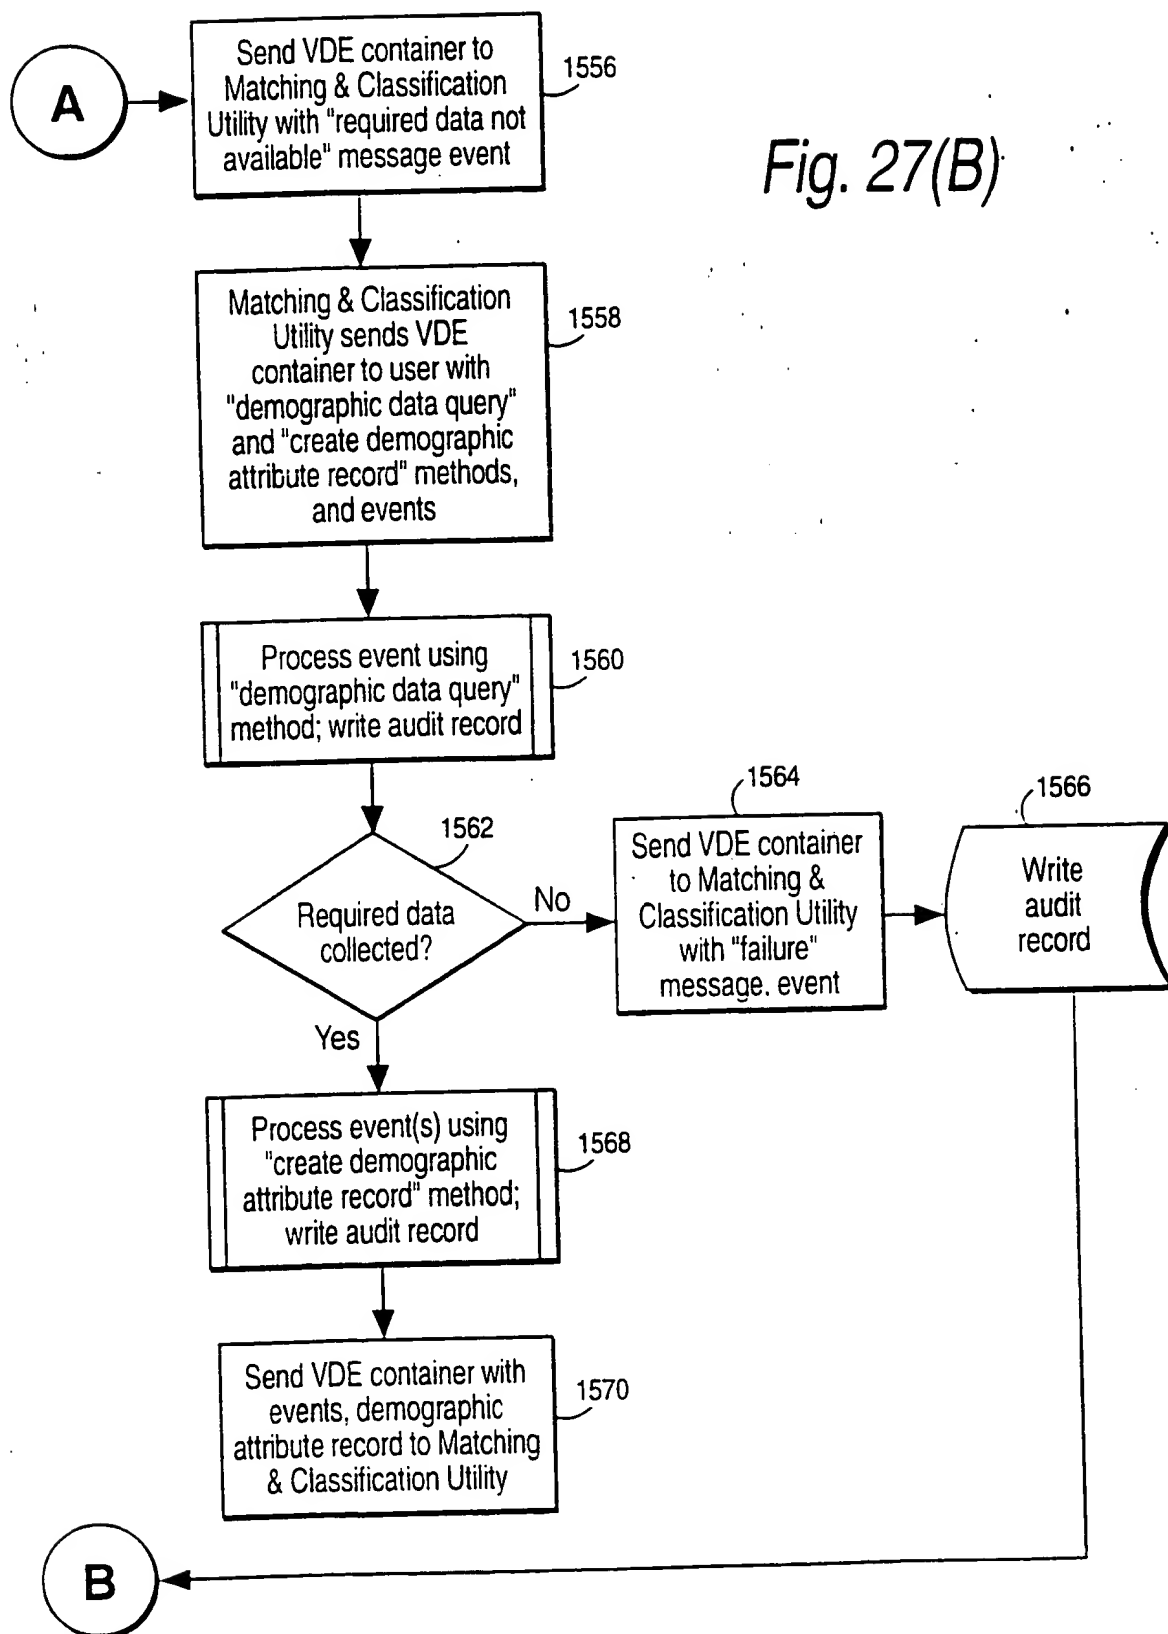 A
Send VDE container to
Matching & Classification
Utility with "required data not
available" message event
1556
Fig. 27(B)
Matching & Classification
Utility sends VDE
container to user with
"demographic data query"
and "create demographic
attribute record" methods,
and events
1558
Process event using
"demographic data query"
method; write audit record
1560
Required data
collected?
1562
No
Send VDE container
to Matching &
Classification Utility
with "failure"
message. event
1564
Write
audit
record
1566
Yes
Process event(s) using
"create demographic
attribute record" method;
write audit record
1568
Send VDE container with
events, demographic
attribute record to Matching
& Classification Utility
1570
B